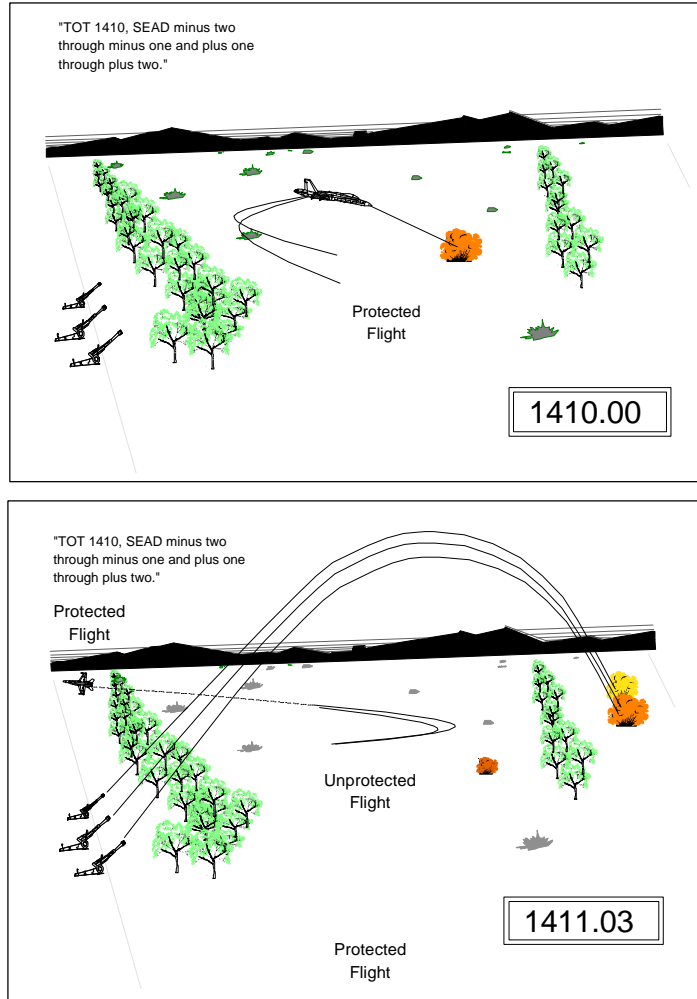 "TOT 1410, SEAD minus two
through minus one and plus one
through plus two."
Protected
Flight
1410.00
"TOT 1410, SEAD minus two
through minus one and plus one
through plus two."
Protected
Flight
Unprotected
Flight
1411.03
Protected
Flight